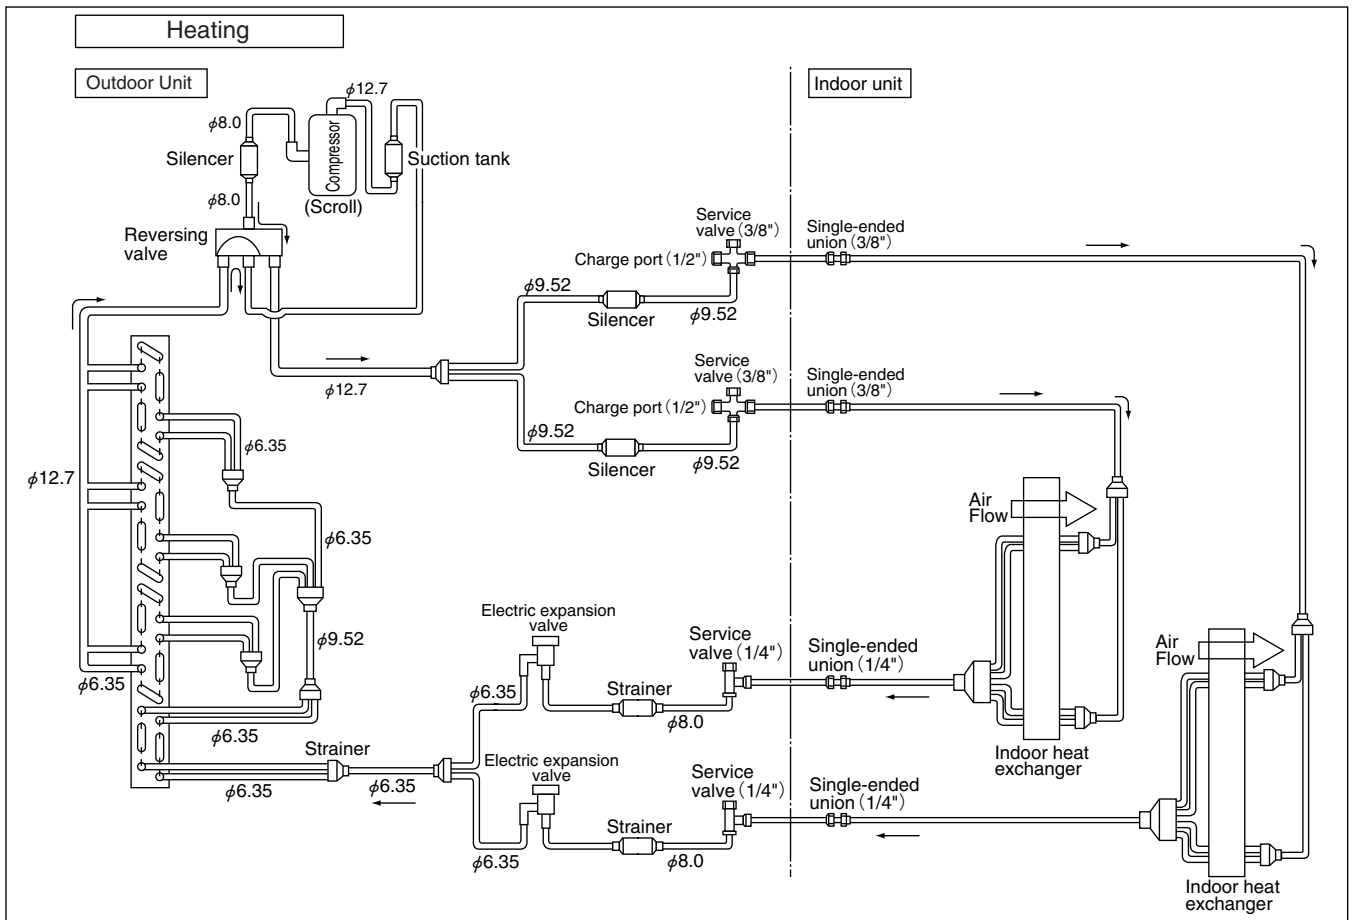 Heating
Outdoor Unit
Indoor unit
φ12.7
φ8.0
Silencer
Compressor
Suction tank
φ8.0
(Scroll)
Reversing
valve
Service
valve (3/8")
Single-ended
union (3/8")
Charge port (1/2")
φ9.52
Silencer
φ9.52
φ12.7
Service
valve (3/8")
Single-ended
union (3/8")
Charge port (1/2")
φ9.52
Silencer
φ9.52
φ6.35
φ12.7
φ6.35
Air
Flow
φ9.52
φ6.35
φ6.35
Electric expansion
valve
Service
valve (1/4")
Single-ended
union (1/4")
Air
Flow
φ6.35
Strainer
φ8.0
Indoor heat
exchanger
Strainer
φ6.35
φ6.35
Electric expansion
valve
Service
valve (1/4")
Single-ended
union (1/4")
φ6.35
Strainer
φ8.0
Indoor heat
exchanger